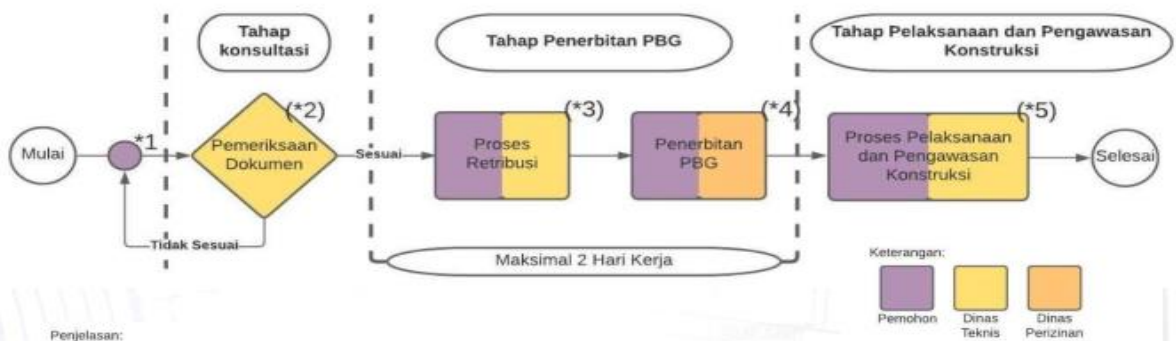 Tahap
konsultasi
Tahap Penerbitan PBG
Tahap Pelaksanaan dan Pengawasan
Konstruksi
Mulai
*1
(*2)
Pemeriksaan
Dokumen
Sesuai
(*3)
Proses
Retribusi
(*4)
Penerbitan
PBG
(*5)
Proses Pelaksanaan
dan Pengawasan
Konstruksi
Selesai
Tidak Sesuai
Maksimal 2 Hari Kerja
Keterangan:
Pemohon
Dinas
Teknis
Dinas
Perizinan
Penjelasan: